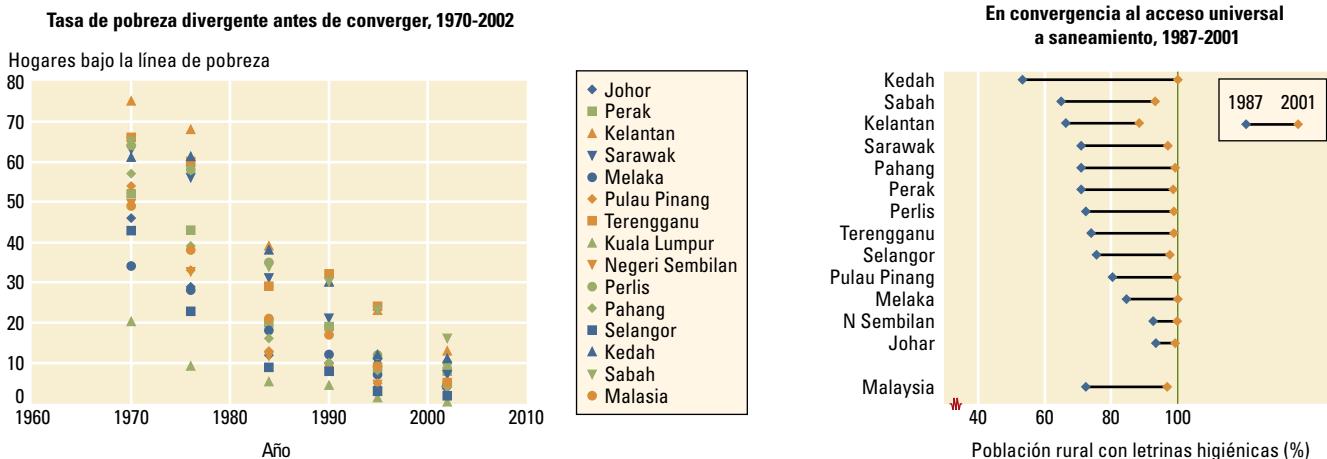 Tasa de pobreza divergente antes de converger, 1970-2002
Hogares bajo la línea de pobreza
80
70
60
50
40
30
20
10
0
1960
1970
1980
1990
2000
2010
Año
Johor
Perak
Kelantan
Sarawak
Melaka
Pulau Pinang
Terengganu
Kuala Lumpur
Negeri Sembilan
Perlis
Pahang
Selangor
Kedah
Sabah
Malasia
En convergencia al acceso universal
a saneamiento, 1987-2001
Kedah
Sabah
Kelantan
Sarawak
Pahang
Perak
Perlis
Terengganu
Selangor
Pulau Pinang
Melaka
N Sembilan
Johar
Malaysia
1987 2001
40
60
80
100
Población rural con letrinas higiénicas (%)